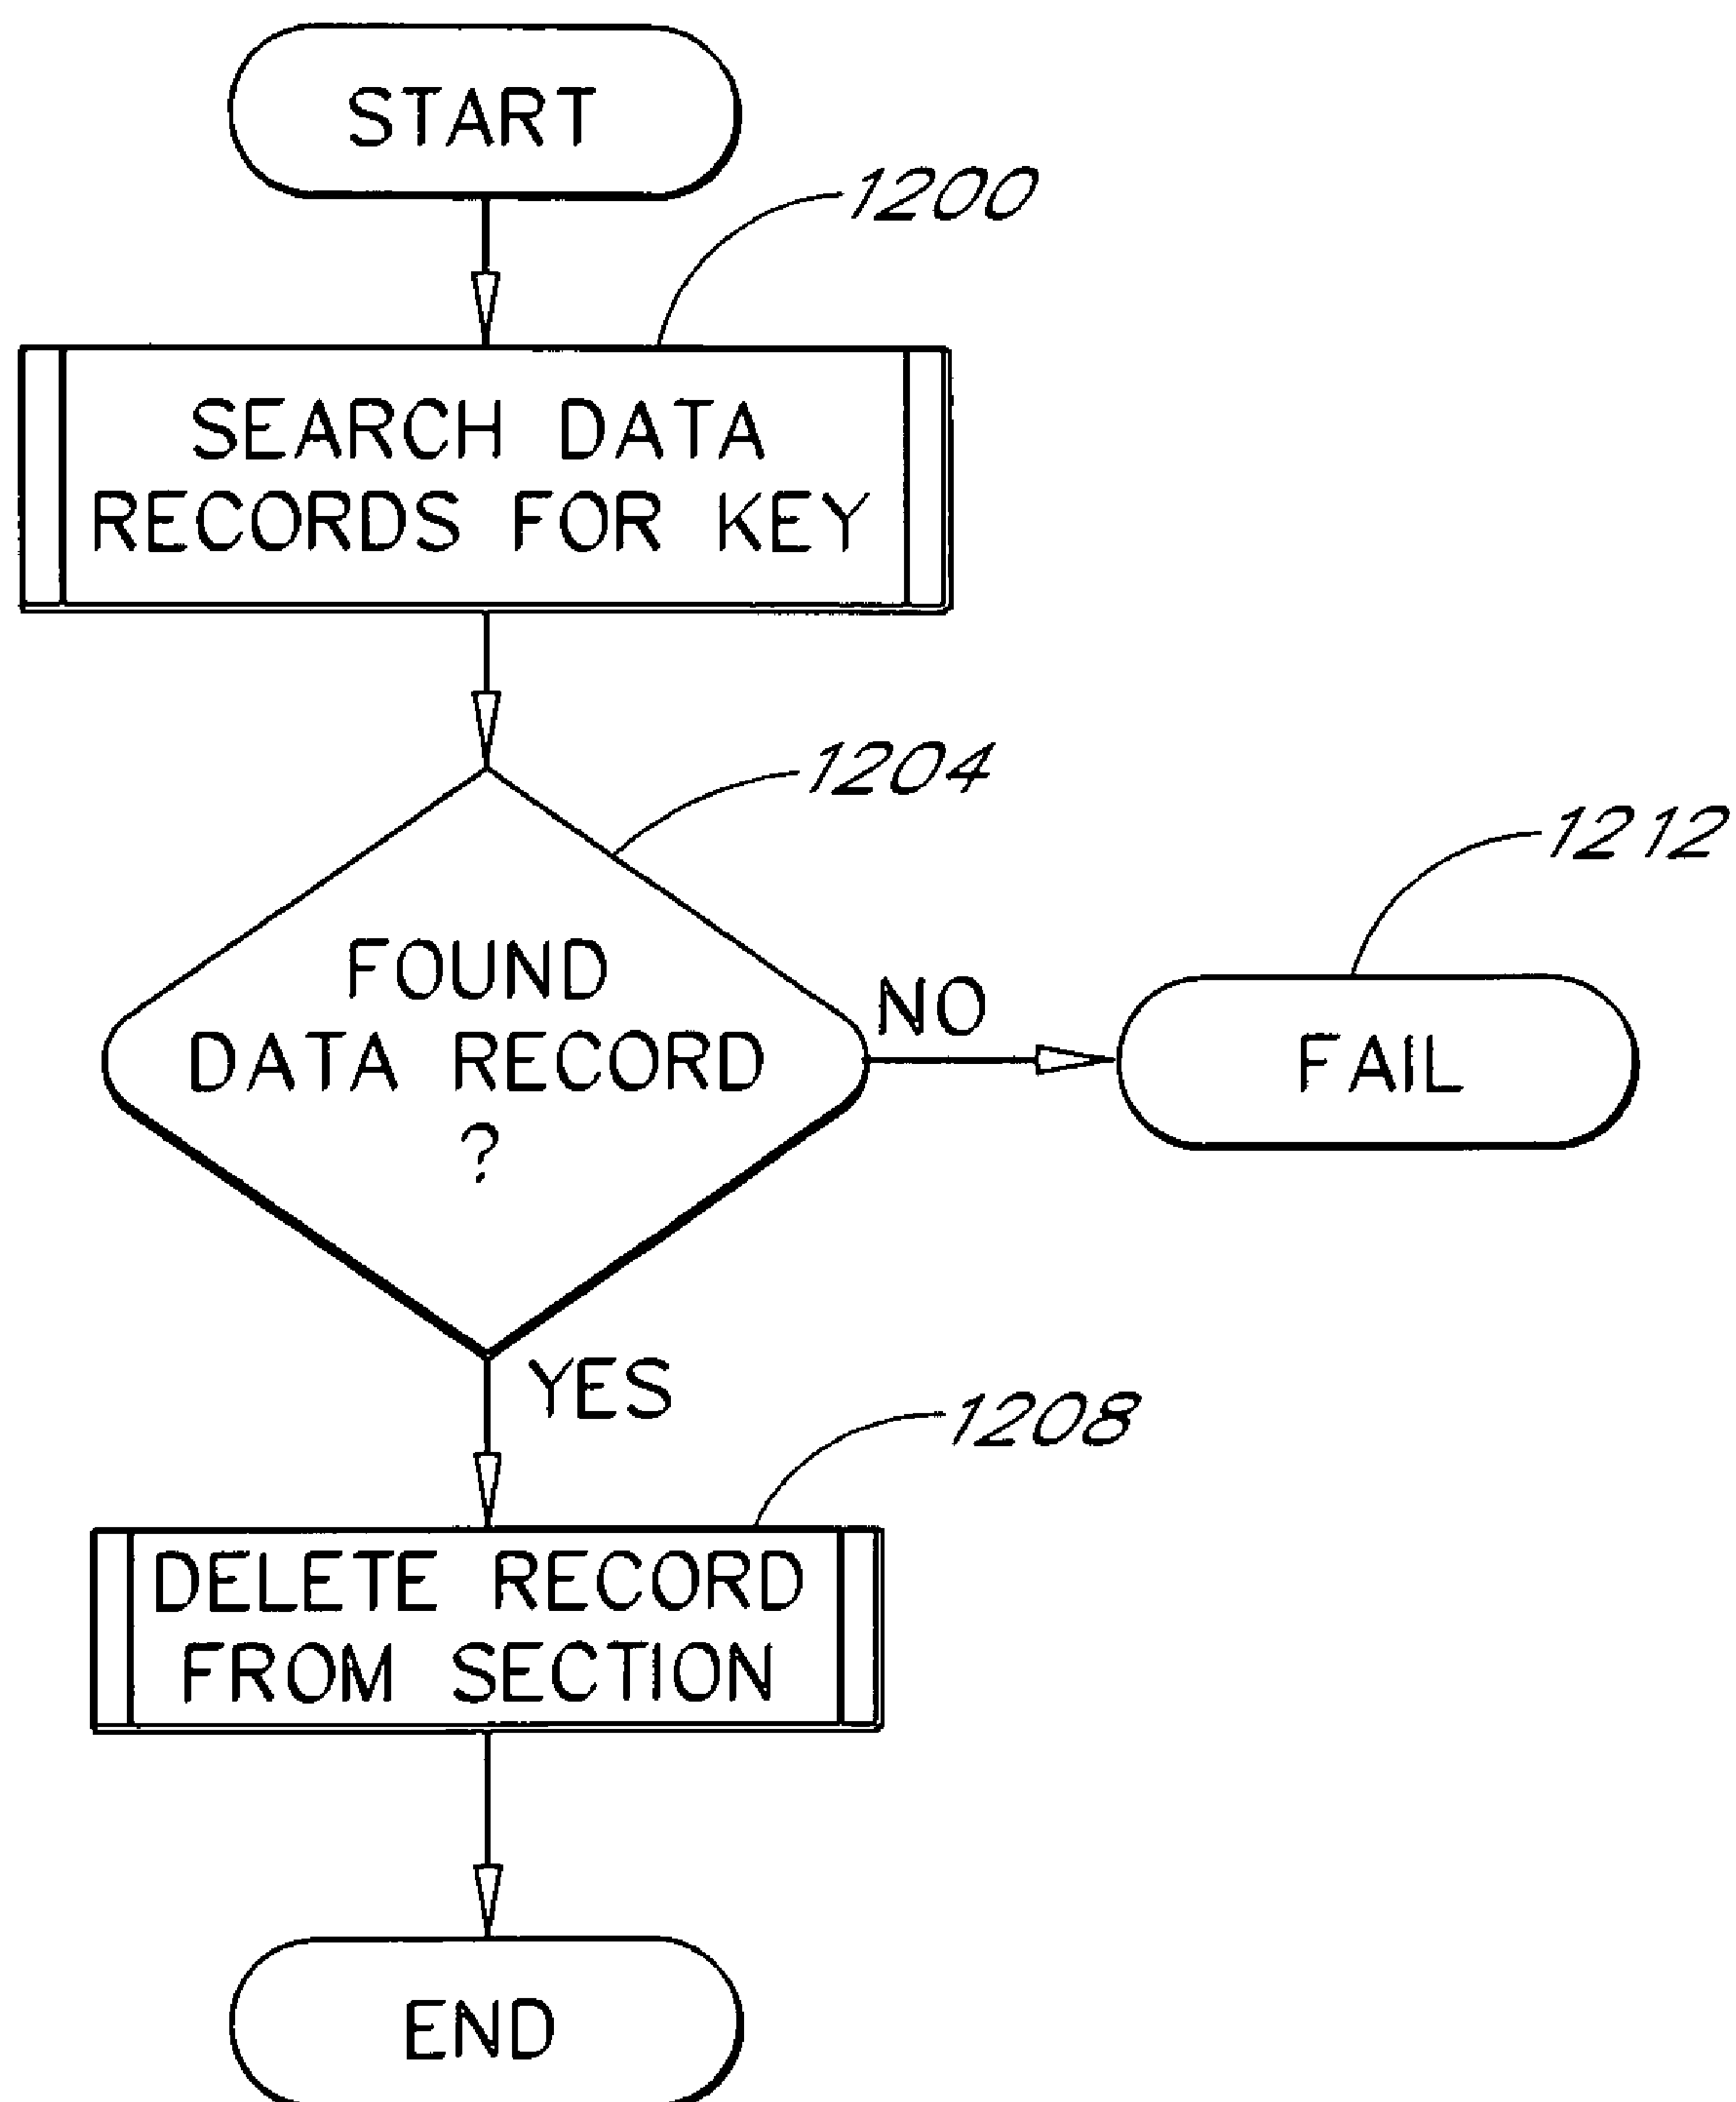 START
1200
SEARCH DATA
RECORDS FOR KEY
1204
1212
FOUND
DATA RECORD
?
NO
FAIL
YES
1208
DELETE RECORD
FROM SECTION
END